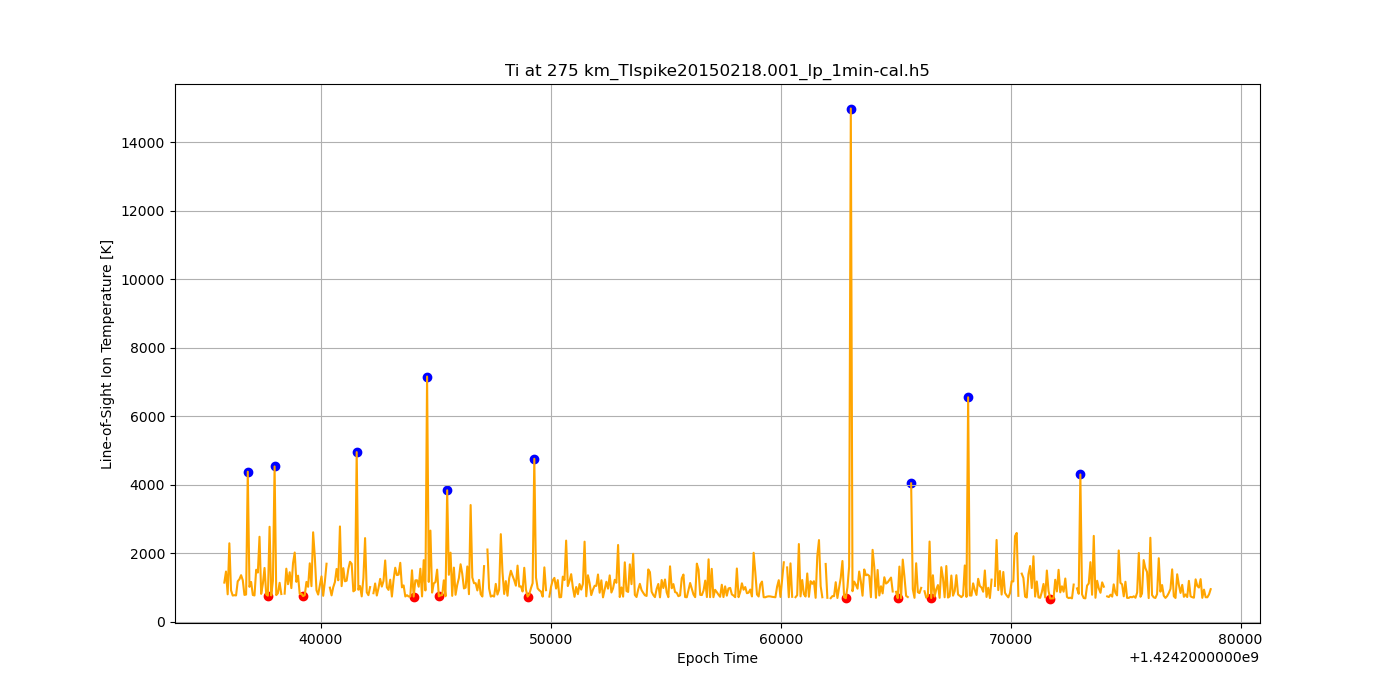 Ti at 275 km_TIspike20150218.001_lp_1min-cal.h5
Line-of-Sight Ion Temperature [K]
14000
12000
10000
8000
6000
4000
2000
0
40000 50000 60000 70000 80000
Epoch Time
+1.4242000000e9